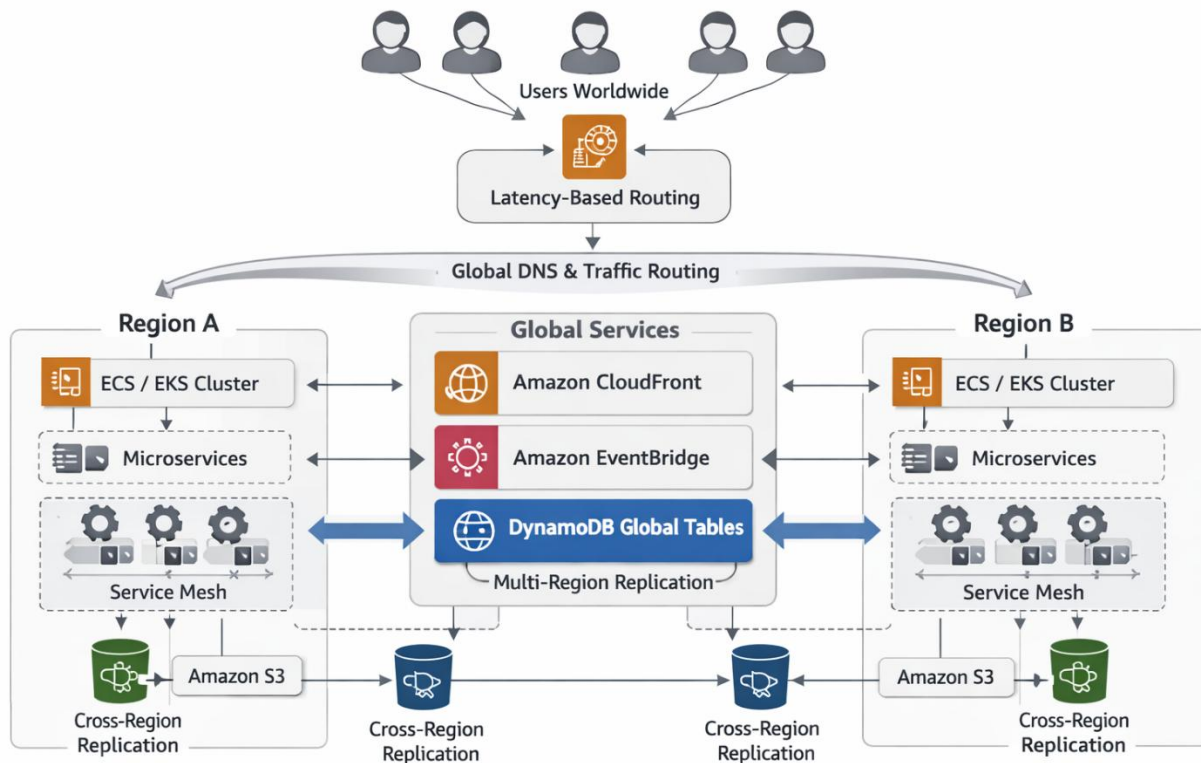 Users Worldwide
Latency-Based Routing
Global DNS & Traffic Routing
Region A
ECS / EKS Cluster
Microservices
Service Mesh
Amazon S3
Cross-Region
Replication
Global Services
Amazon CloudFront
Amazon EventBridge
DynamoDB Global Tables
Multi-Region Replication
Cross-Region
Replication
Cross-Region
Replication
Region B
ECS / EKS Cluster
Microservices
Service Mesh
Amazon S3
Cross-Region
Replication